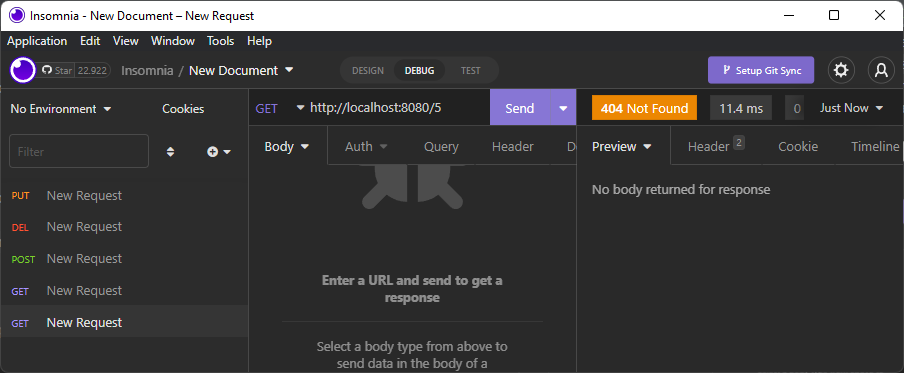 Insomnia - New Document – New Request
Application Edit View Window Tools Help
Star 22.922 Insomnia / New Document DESIGN DEBUG TEST Setup Git Sync
No Environment Cookies GET http://localhost:8080/5 Send 404 Not Found 11.4 ms 0 Just Now
Filter Body Auth Query Header Preview Header 2 Cookie Timeline
PUT New Request
DEL New Request
POST New Request
GET New Request
GET New Request
Enter a URL and send to get a
response
Select a body type from above to
send data in the body of a
No body returned for response